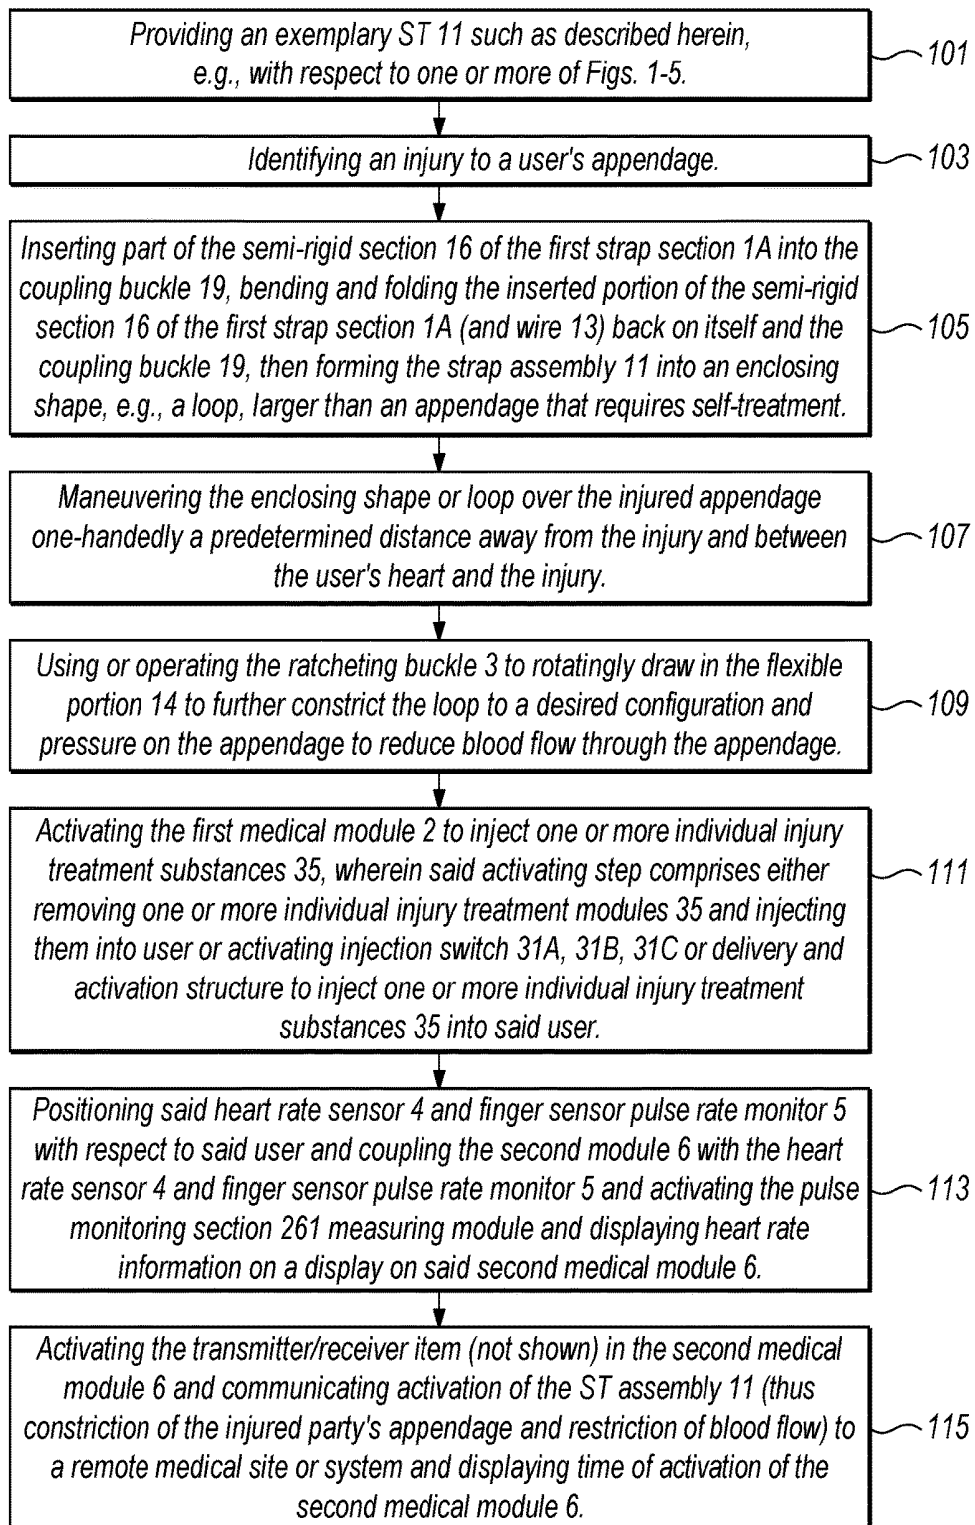 Providing an exemplary ST 11 such as described herein,
e.g., with respect to one or more of Figs. 1-5.
101
Identifying an injury to a user's appendage.
103
Inserting part of the semi-rigid section 16 of the first strap section 1A into the
coupling buckle 19, bending and folding the inserted portion of the semi-rigid
section 16 of the first strap section 1A (and wire 13) back on itself and the
coupling buckle 19, then forming the strap assembly 11 into an enclosing
shape, e.g., a loop, larger than an appendage that requires self-treatment.
105
Maneuvering the enclosing shape or loop over the injured appendage
one-handedly a predetermined distance away from the injury and between
the user's heart and the injury.
107
Using or operating the ratcheting buckle 3 to rotatingly draw in the flexible
portion 14 to further constrict the loop to a desired configuration and
pressure on the appendage to reduce blood flow through the appendage.
109
Activating the first medical module 2 to inject one or more individual injury
treatment substances 35, wherein said activating step comprises either
removing one or more individual injury treatment modules 35 and injecting
them into user or activating injection switch 31A, 31B, 31C or delivery and
activation structure to inject one or more individual injury treatment
substances 35 into said user.
111
Positioning said heart rate sensor 4 and finger sensor pulse rate monitor 5
with respect to said user and coupling the second module 6 with the heart
rate sensor 4 and finger sensor pulse rate monitor 5 and activating the pulse
monitoring section 261 measuring module and displaying heart rate
information on a display on said second medical module 6.
113
Activating the transmitter/receiver item (not shown) in the second medical
module 6 and communicating activation of the ST assembly 11 (thus
constriction of the injured party's appendage and restriction of blood flow) to
a remote medical site or system and displaying time of activation of the
second medical module 6.
115